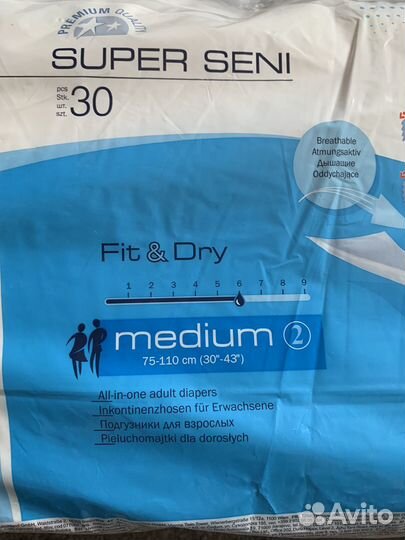 PREMIUM QUALITY
SUPER SENI
pcs
Stk.
шт.
szt.
30
Breathable
Atmungsaktiv
Дышащие
Oddychające
Fit & Dry
1 2 3 4 5 6 7 8 9
medium 2
75-110 cm (30"-43")
All-in-one adult diapers
Inkontinenzhosen für Erwachsene
Подгузники для взрослых
Pieluchomajtki dla dorosłych
Avito